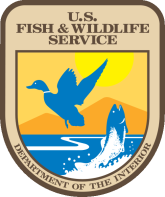 U.S.
FISH & WILDLIFE
SERVICE
DEPARTMENT OF THE INTERIOR